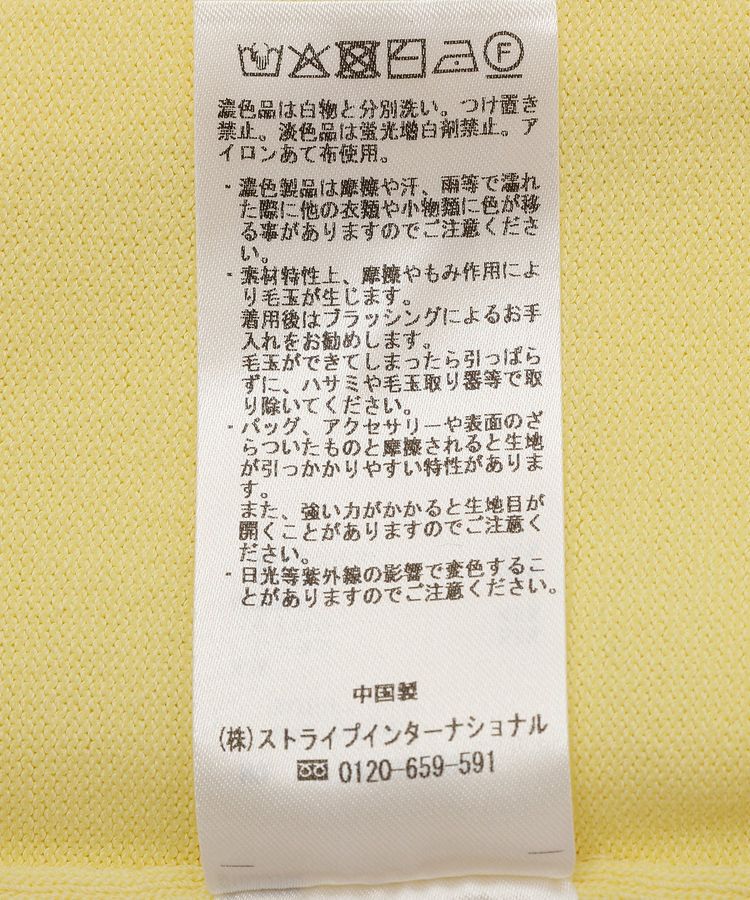 F
濃色品は白物と分別洗い。つけ置き
禁止。淡色品は蛍光増白剤禁止。ア
イロンあて布使用。
・濃色製品は摩擦や汗、雨等で濡れ
た際に他の衣類や小物類に色が移
る事がありますのでご注意くださ
い。
・素材特性上、摩擦やもみ作用によ
り毛玉が生じます。
着用後はブラッシングによるお手
入れをお勧めします。
毛玉ができてしまったら引っぱら
ずに、ハサミや毛玉取り器等で取
り除いてください。
・バッグ、アクセサリーや表面のざ
らついたものと摩擦されると生地
が引っかかりやすい特性がありま
す。
また、強い力がかかると生地目が
開くことがありますのでご注意く
ださい。
・日光等紫外線の影響で変色するこ
とがありますのでご注意ください。
中国製
(株)ストライプインターナショナル
0120-659-591